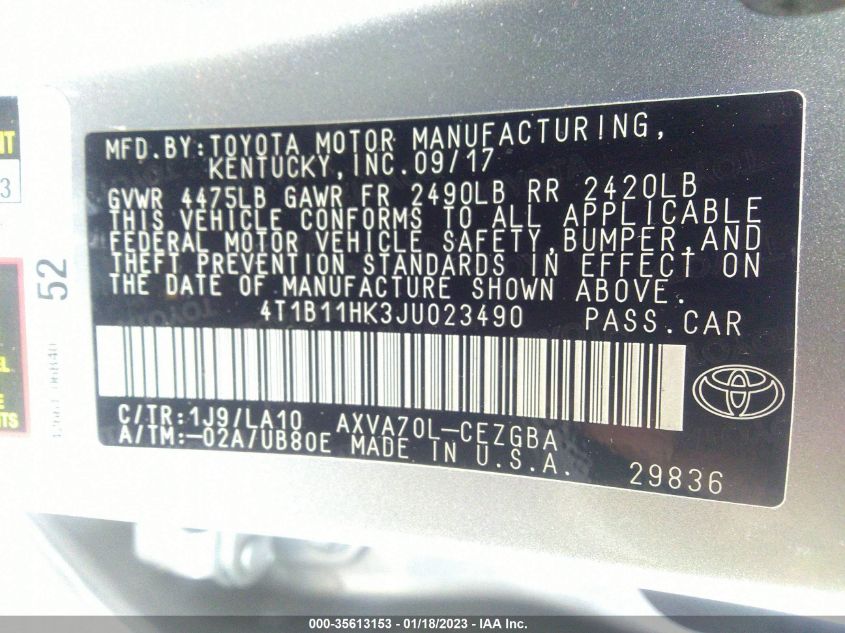 MFD. BY: TOYOTA MOTOR MANUFACTURING,
KENTUCKY, INC. 09/17
GVWR 4475LB GAWR FR 2490LB RR 2420LB
THIS VEHICLE CONFORMS TO ALL APPLICABLE
FEDERAL MOTOR VEHICLE SAFETY, BUMPER, AND
THEFT PREVENTION STANDARDS IN EFFECT ON
THE DATE OF MANUFACTURE SHOWN ABOVE.
4T1B11HK3JU023490 PASS. CAR
C/TR: 1J9/LA10 AXVA70L-CEZGBA
A/TM: -02A/UB80E MADE IN U.S.A.
29836
52
3
000-35613153 - 01/18/2023 - IAA Inc.